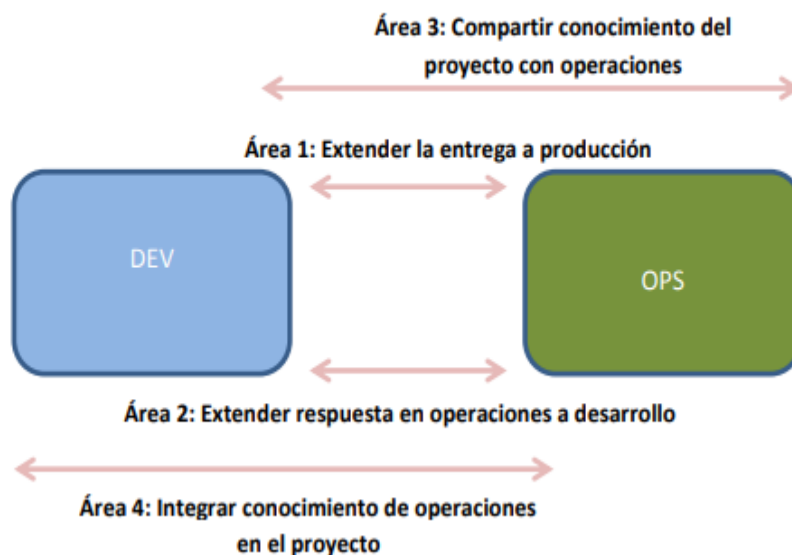 Área 3: Compartir conocimiento del
proyecto con operaciones
Área 1: Extender la entrega a producción
DEV
OPS
Área 2: Extender respuesta en operaciones a desarrollo
Área 4: Integrar conocimiento de operaciones
en el proyecto